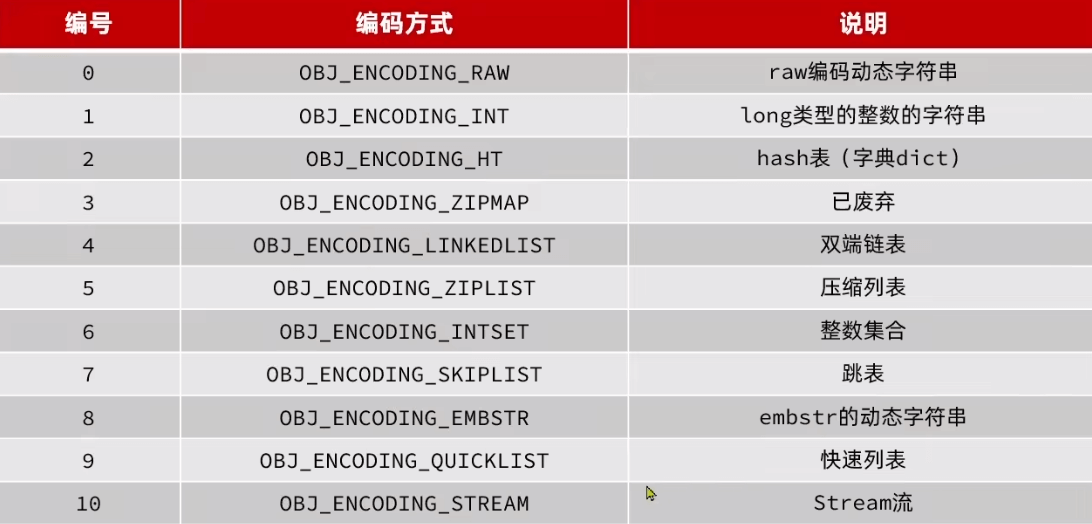 编号 编码方式 说明
0 OBJ_ENCODING_RAW raw编码动态字符串
1 OBJ_ENCODING_INT long类型的整数的字符串
2 OBJ_ENCODING_HT hash表（字典dict）
3 OBJ_ENCODING_ZIPMAP 已废弃
4 OBJ_ENCODING_LINKEDLIST 双端链表
5 OBJ_ENCODING_ZIPLIST 压缩列表
6 OBJ_ENCODING_INTSET 整数集合
7 OBJ_ENCODING_SKIPLIST 跳表
8 OBJ_ENCODING_EMBSTR embstr的动态字符串
9 OBJ_ENCODING_QUICKLIST 快速列表
10 OBJ_ENCODING_STREAM Stream流